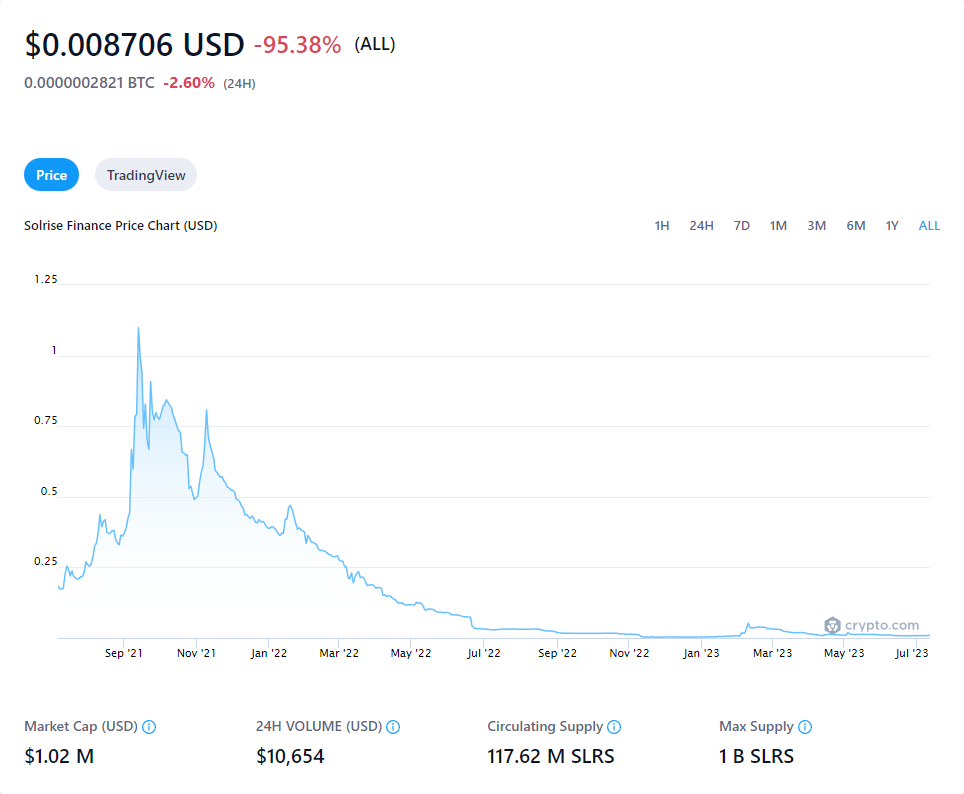 $0.008706 USD -95.38% (ALL)
0.0000002821 BTC -2.60% (24H)
Price TradingView
Solrise Finance Price Chart (USD) 1H 24H 7D 1M 3M 6M 1Y ALL
1.25
1
0.75
0.5
0.25
crypto.com
Sep '21 Nov '21 Jan '22 Mar '22 May '22 Jul '22 Sep '22 Nov '22 Jan '23 Mar '23 May '23 Jul '23
Market Cap (USD) 24H VOLUME (USD) Circulating Supply Max Supply
$1.02 M $10,654 117.62 M SLRS 1 B SLRS